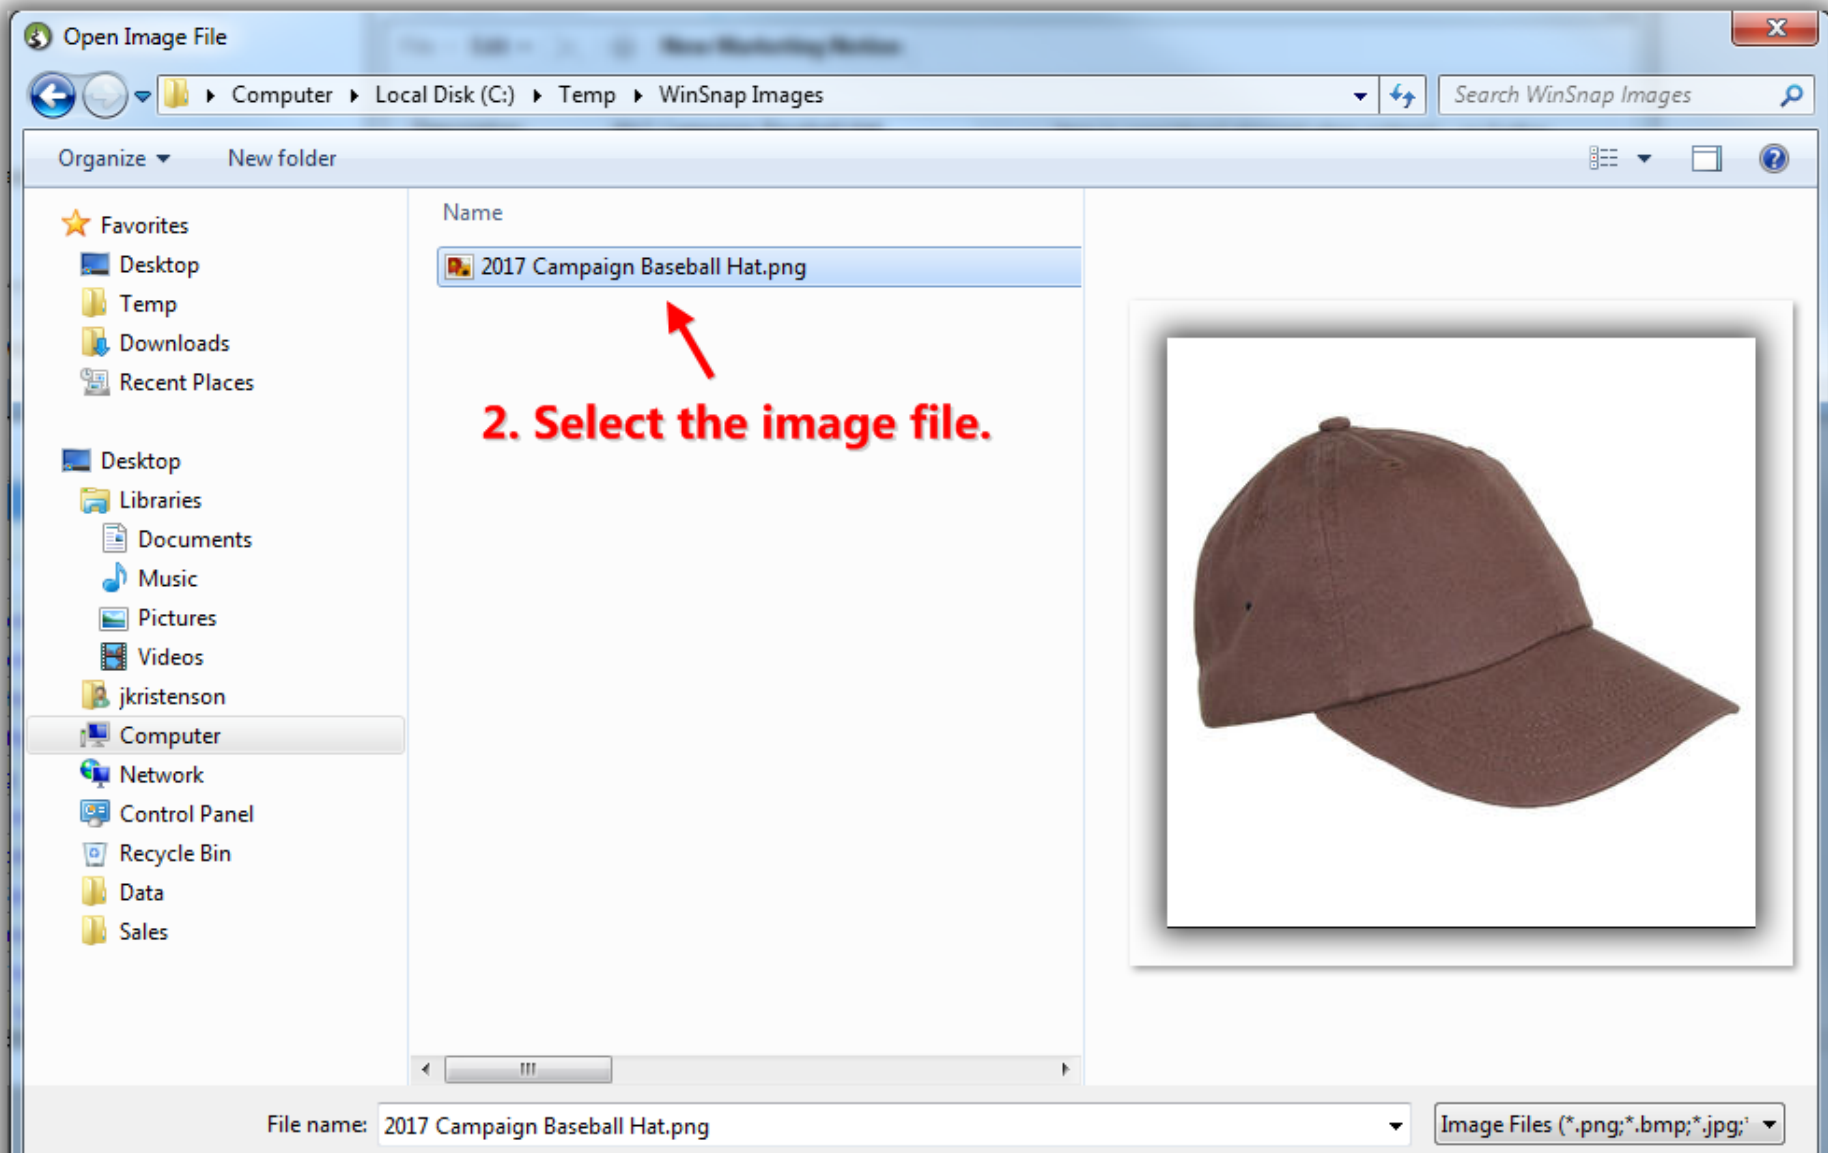 Open Image File
Computer Local Disk (C:) Temp WinSnap Images
Search WinSnap Images
Organize New folder
Name
Favorites
Desktop
Temp
Downloads
Recent Places
Desktop
Libraries
Documents
Music
Pictures
Videos
jkristenson
Computer
Network
Control Panel
Recycle Bin
Data
Sales
2017 Campaign Baseball Hat.png
2. Select the image file.
File name: 2017 Campaign Baseball Hat.png
Image Files (*.png;*.bmp;*.jpg;